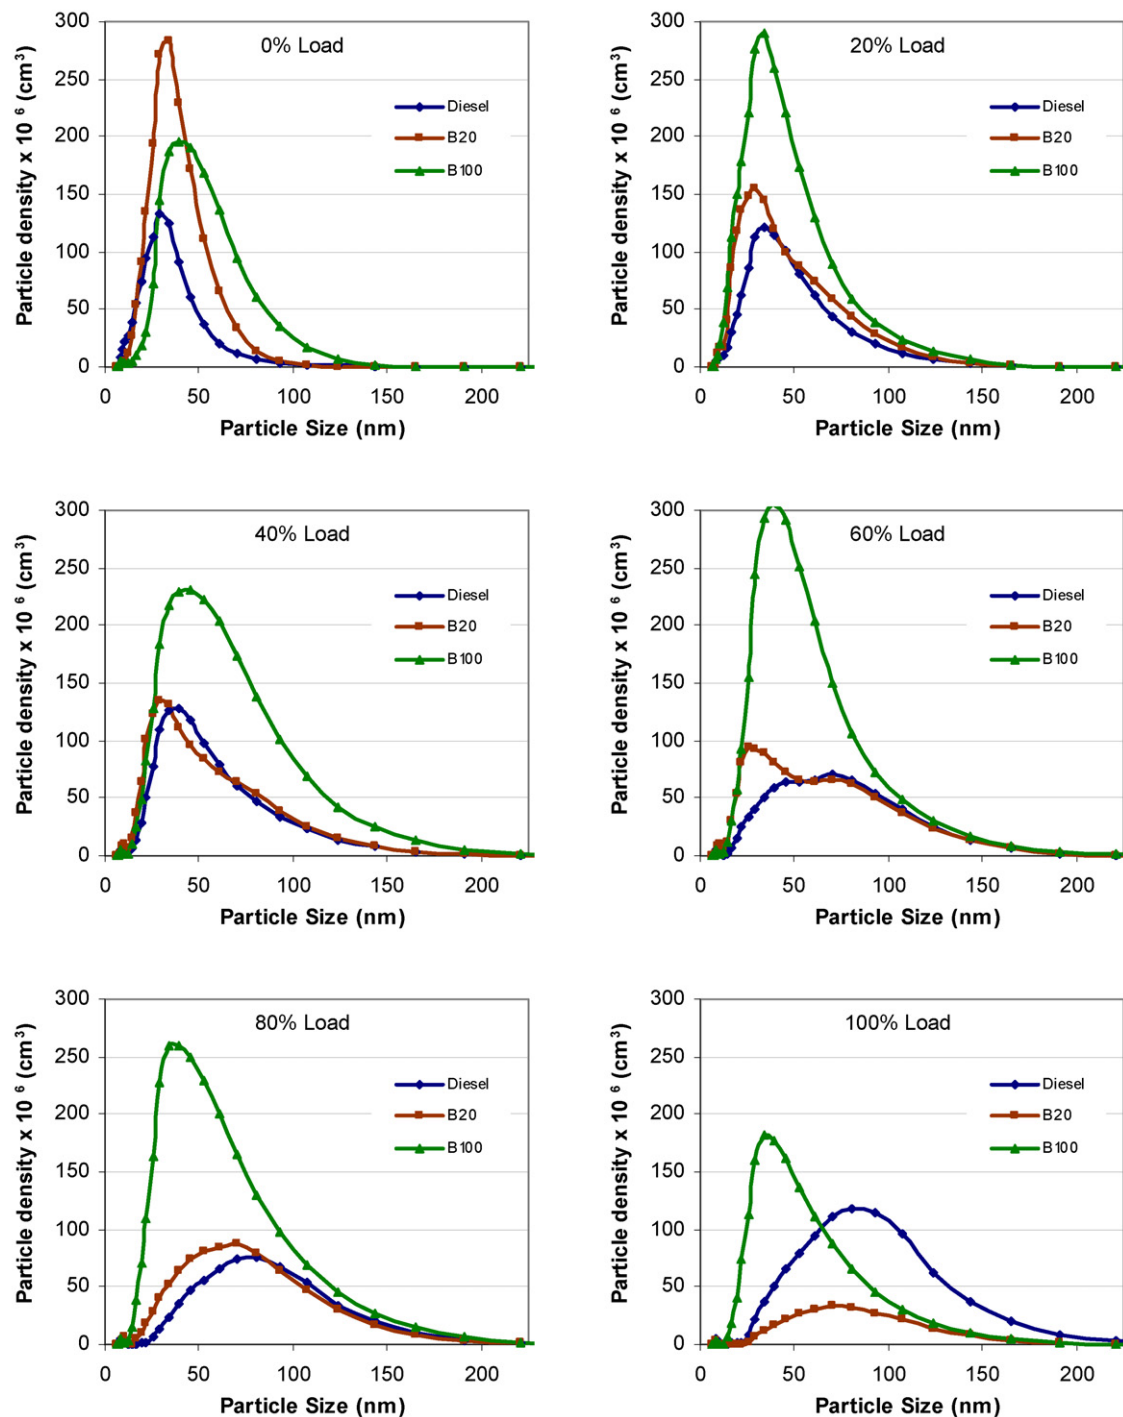 0% Load
Particle density x 10 ⁶ (cm³)
300
250
200
150
100
50
0
Diesel
B20
B100
0 50 100 150 200
Particle Size (nm)
20% Load
Particle density x 10 ⁶ (cm³)
300
250
200
150
100
50
0
Diesel
B20
B100
0 50 100 150 200
Particle Size (nm)
40% Load
Particle density x 10 ⁶ (cm³)
300
250
200
150
100
50
0
Diesel
B20
B100
0 50 100 150 200
Particle Size (nm)
60% Load
Particle density x 10 ⁶ (cm³)
300
250
200
150
100
50
0
Diesel
B20
B100
0 50 100 150 200
Particle Size (nm)
80% Load
Particle density x 10 ⁶ (cm³)
300
250
200
150
100
50
0
Diesel
B20
B100
0 50 100 150 200
Particle Size (nm)
100% Load
Particle density x 10 ⁶ (cm³)
300
250
200
150
100
50
0
Diesel
B20
B100
0 50 100 150 200
Particle Size (nm)